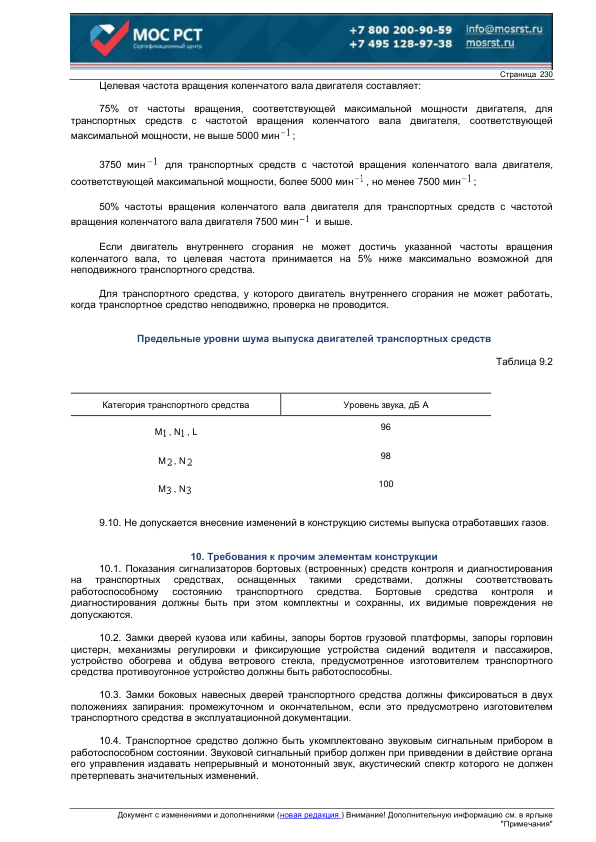 МОС РСТ
Сертификационный центр
+7 800 200-90-59 info@mosrst.ru
+7 495 128-97-38 mosrst.ru
Страница 230
Целевая частота вращения коленчатого вала двигателя составляет:
75% от частоты вращения, соответствующей максимальной мощности двигателя, для
транспортных средств с частотой вращения коленчатого вала двигателя, соответствующей
максимальной мощности, не выше 5000 мин⁻¹;
3750 мин⁻¹ для транспортных средств с частотой вращения коленчатого вала двигателя,
соответствующей максимальной мощности, более 5000 мин⁻¹, но менее 7500 мин⁻¹;
50% частоты вращения коленчатого вала двигателя для транспортных средств с частотой
вращения коленчатого вала двигателя 7500 мин⁻¹ и выше.
Если двигатель внутреннего сгорания не может достичь указанной частоты вращения
коленчатого вала, то целевая частота принимается на 5% ниже максимально возможной для
неподвижного транспортного средства.
Для транспортного средства, у которого двигатель внутреннего сгорания не может работать,
когда транспортное средство неподвижно, проверка не проводится.
Предельные уровни шума выпуска двигателей транспортных средств
Таблица 9.2
Категория транспортного средства Уровень звука, дБ А
M₁, N₁, L 96
M₂, N₂ 98
M₃, N₃ 100
9.10. Не допускается внесение изменений в конструкцию системы выпуска отработавших газов.
10. Требования к прочим элементам конструкции
10.1. Показания сигнализаторов бортовых (встроенных) средств контроля и диагностирования
на транспортных средствах, оснащенных такими средствами, должны соответствовать
работоспособному состоянию транспортного средства. Бортовые средства контроля и
диагностирования должны быть при этом комплектны и сохранны, их видимые повреждения не
допускаются.
10.2. Замки дверей кузова или кабины, запоры бортов грузовой платформы, запоры горловин
цистерн, механизмы регулировки и фиксирующие устройства сидений водителя и пассажиров,
устройство обогрева и обдува ветрового стекла, предусмотренное изготовителем транспортного
средства противоугонное устройство должны быть работоспособны.
10.3. Замки боковых навесных дверей транспортного средства должны фиксироваться в двух
положениях запирания: промежуточном и окончательном, если это предусмотрено изготовителем
транспортного средства в эксплуатационной документации.
10.4. Транспортное средство должно быть укомплектовано звуковым сигнальным прибором в
работоспособном состоянии. Звуковой сигнальный прибор должен при приведении в действие органа
его управления издавать непрерывный и монотонный звук, акустический спектр которого не должен
претерпевать значительных изменений.
Документ с изменениями и дополнениями (новая редакция ) Внимание! Дополнительную информацию см. в ярлыке
"Примечания"